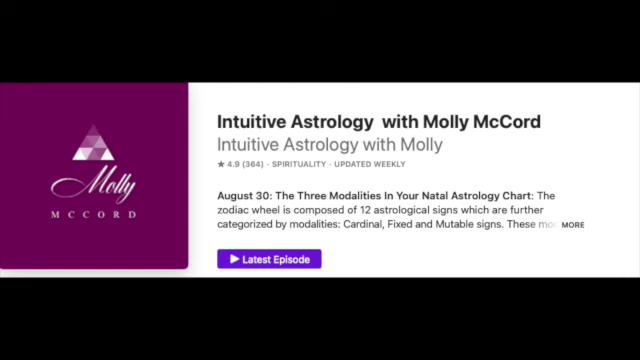 Molly
MCCORD
Intuitive Astrology with Molly McCord
Intuitive Astrology with Molly
★ 4.9 (364) · SPIRITUALITY · UPDATED WEEKLY
August 30: The Three Modalities In Your Natal Astrology Chart: The
zodiac wheel is composed of 12 astrological signs which are further
categorized by modalities: Cardinal, Fixed and Mutable signs. These MORE
Latest Episode